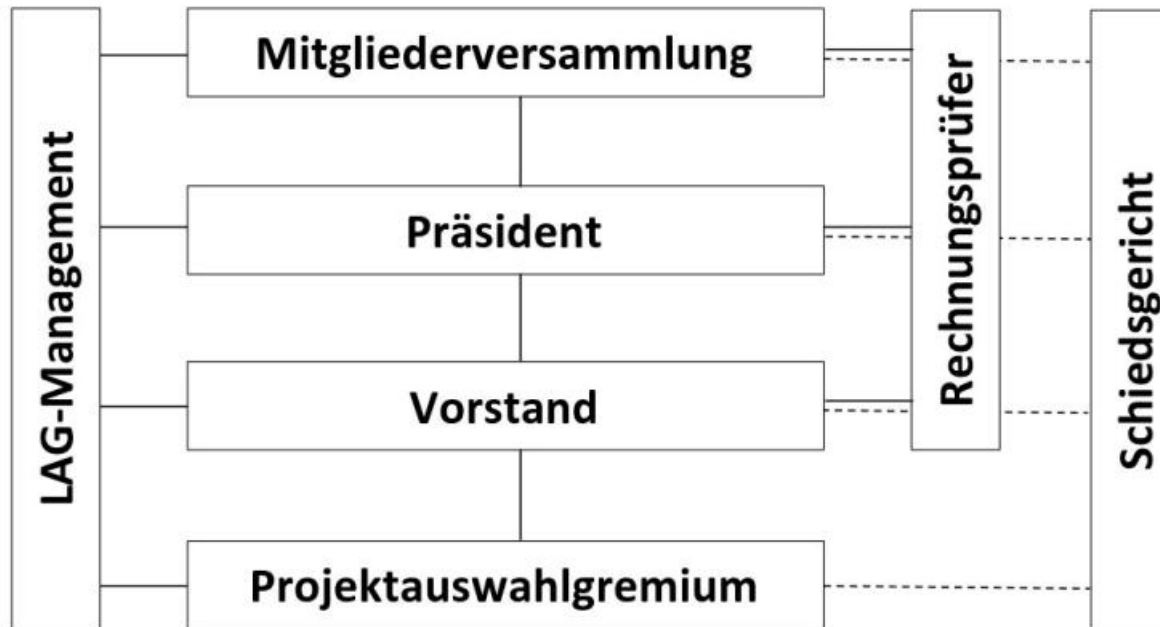 LAG-Management
Mitgliederversammlung
Präsident
Vorstand
Projektauswahlgremium
Rechnungsprüfer
Schiedsgericht